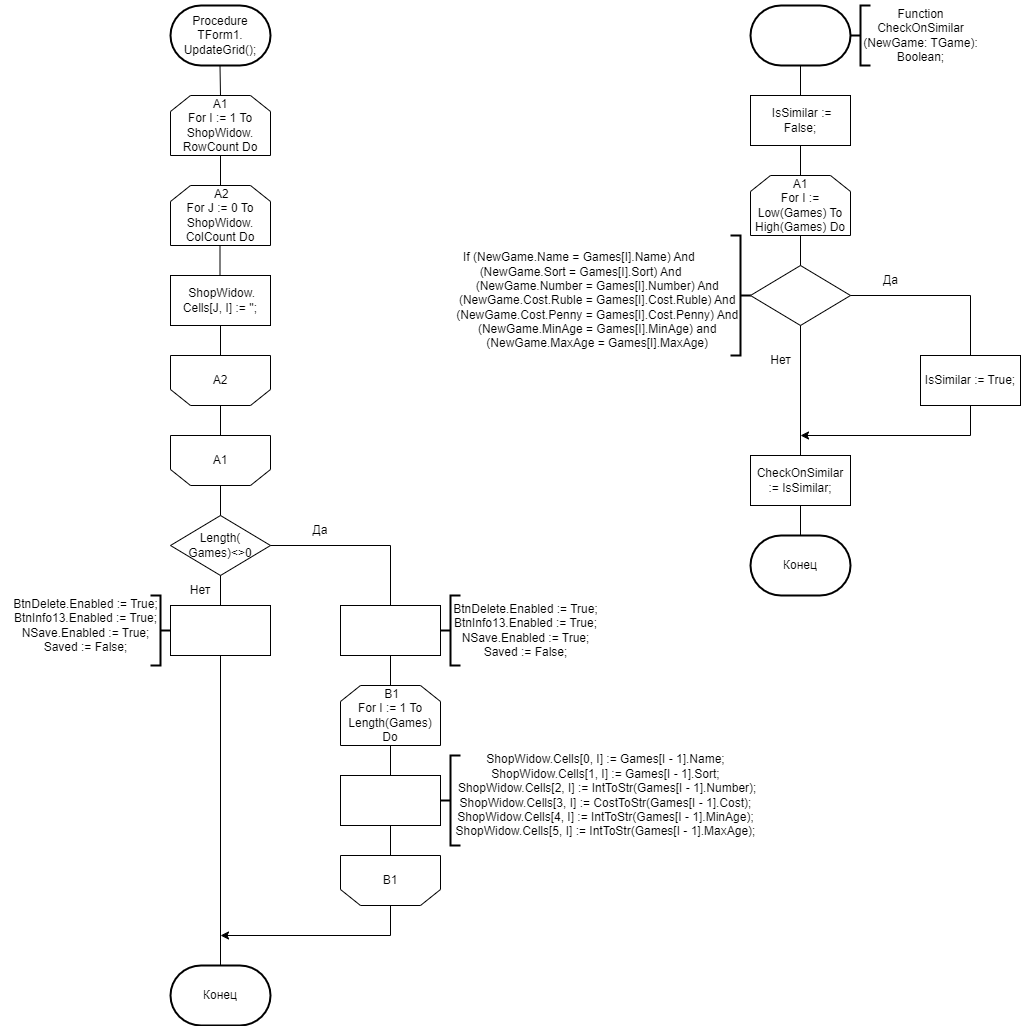 Procedure
TForm1.
UpdateGrid();
A1
For I := 1 To
ShopWidow.
RowCount Do
A2
For J := 0 To
ShopWidow.
ColCount Do
ShopWidow.
Cells[J, I] := '';
A2
A1
Length(
Games)<>0
Да
Нет
BtnDelete.Enabled := True;
BtnInfo13.Enabled := True;
NSave.Enabled := True;
Saved := False;
BtnDelete.Enabled := True;
BtnInfo13.Enabled := True;
NSave.Enabled := True;
Saved := False;
B1
For I := 1 To
Length(Games)
Do
ShopWidow.Cells[0, I] := Games[I - 1].Name;
ShopWidow.Cells[1, I] := Games[I - 1].Sort;
ShopWidow.Cells[2, I] := IntToStr(Games[I - 1].Number);
ShopWidow.Cells[3, I] := CostToStr(Games[I - 1].Cost);
ShopWidow.Cells[4, I] := IntToStr(Games[I - 1].MinAge);
ShopWidow.Cells[5, I] := IntToStr(Games[I - 1].MaxAge);
B1
Конец
Function
CheckOnSimilar
(NewGame: TGame):
Boolean;
IsSimilar :=
False;
A1
For I :=
Low(Games) To
High(Games) Do
If (NewGame.Name = Games[I].Name) And
(NewGame.Sort = Games[I].Sort) And
(NewGame.Number = Games[I].Number) And
(NewGame.Cost.Ruble = Games[I].Cost.Ruble) And
(NewGame.Cost.Penny = Games[I].Cost.Penny) And
(NewGame.MinAge = Games[I].MinAge) and
(NewGame.MaxAge = Games[I].MaxAge)
Да
Нет
IsSimilar := True;
CheckOnSimilar
:= IsSimilar;
Конец